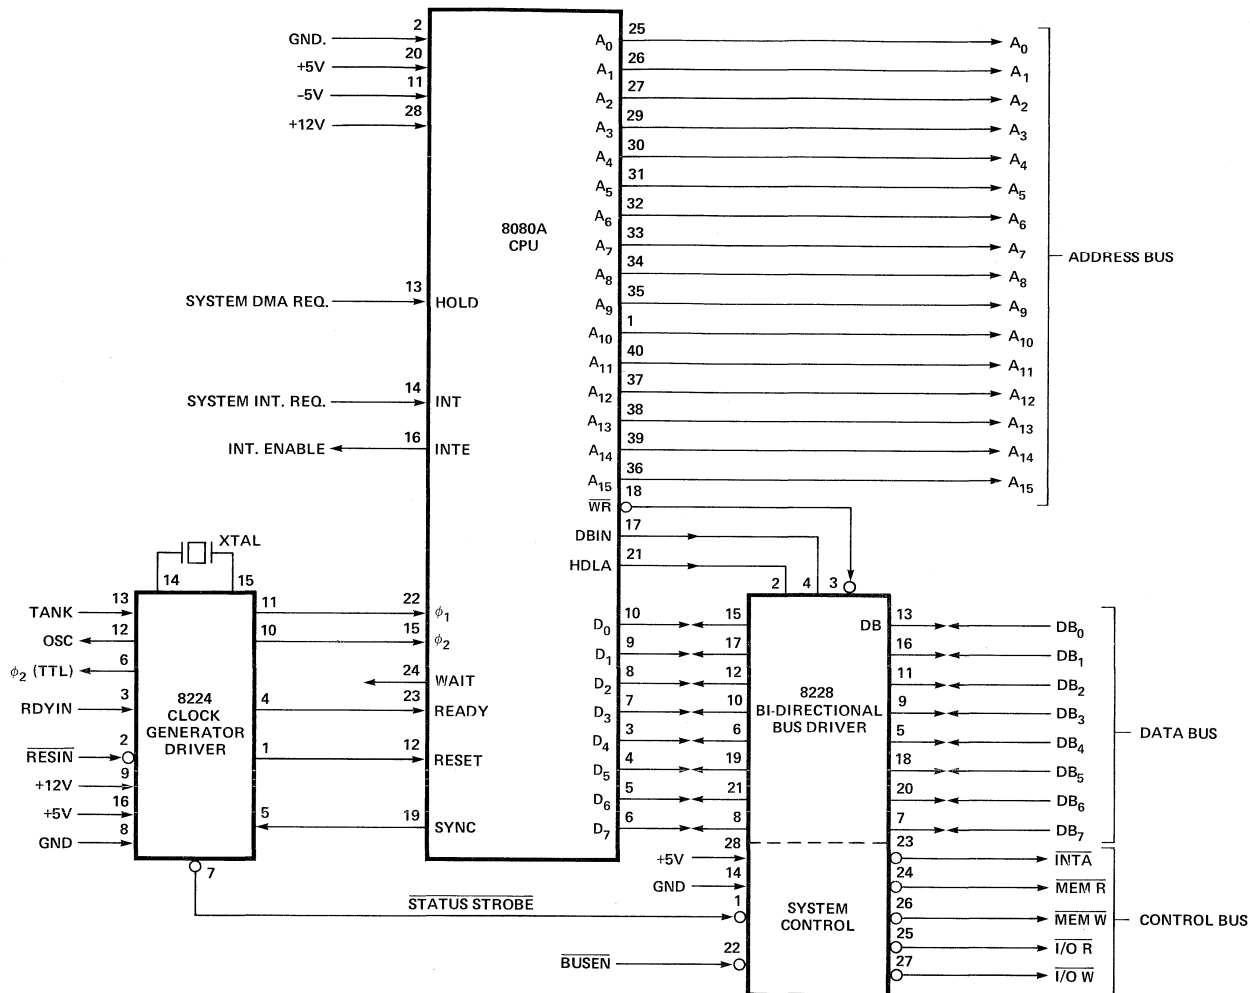 GND. 2
+5V 20
–5V 11
+12V 28
8080A
CPU
SYSTEM DMA REQ. 13 HOLD
SYSTEM INT. REQ. 14 INT
INT. ENABLE 16 INTE
A0 25 A0
A1 26 A1
A2 27 A2
A3 29 A3
A4 30 A4
A5 31 A5
A6 32 A6
A7 33 A7
A8 34 A8
A9 35 A9
A10 1 A10
A11 40 A11
A12 37 A12
A13 38 A13
A14 39 A14
A15 36 A15
ADDRESS BUS
WR 18
DBIN 17
HDLA 21
2 4 3
XTAL
14 15
TANK 13
OSC 12
ϕ2 (TTL) 6
RDYIN 3
RESIN 2
+12V 9
+5V 16
GND 8
8224
CLOCK
GENERATOR
DRIVER
11 22 ϕ1
10 15 ϕ2
24 WAIT
4 23 READY
1 12 RESET
5 19 SYNC
7
D0 10 15
D1 9 17
D2 8 12
D3 7 10
D4 3 6
D5 4 19
D6 5 21
D7 6 8
8228
BI-DIRECTIONAL
BUS DRIVER
DB 13 DB0
16 DB1
11 DB2
9 DB3
5 DB4
18 DB5
20 DB6
7 DB7
DATA BUS
+5V 28
GND 14
STATUS STROBE 1
BUSEN 22
SYSTEM
CONTROL
23 INTA
24 MEM R
26 MEM W
25 I/O R
27 I/O W
CONTROL BUS